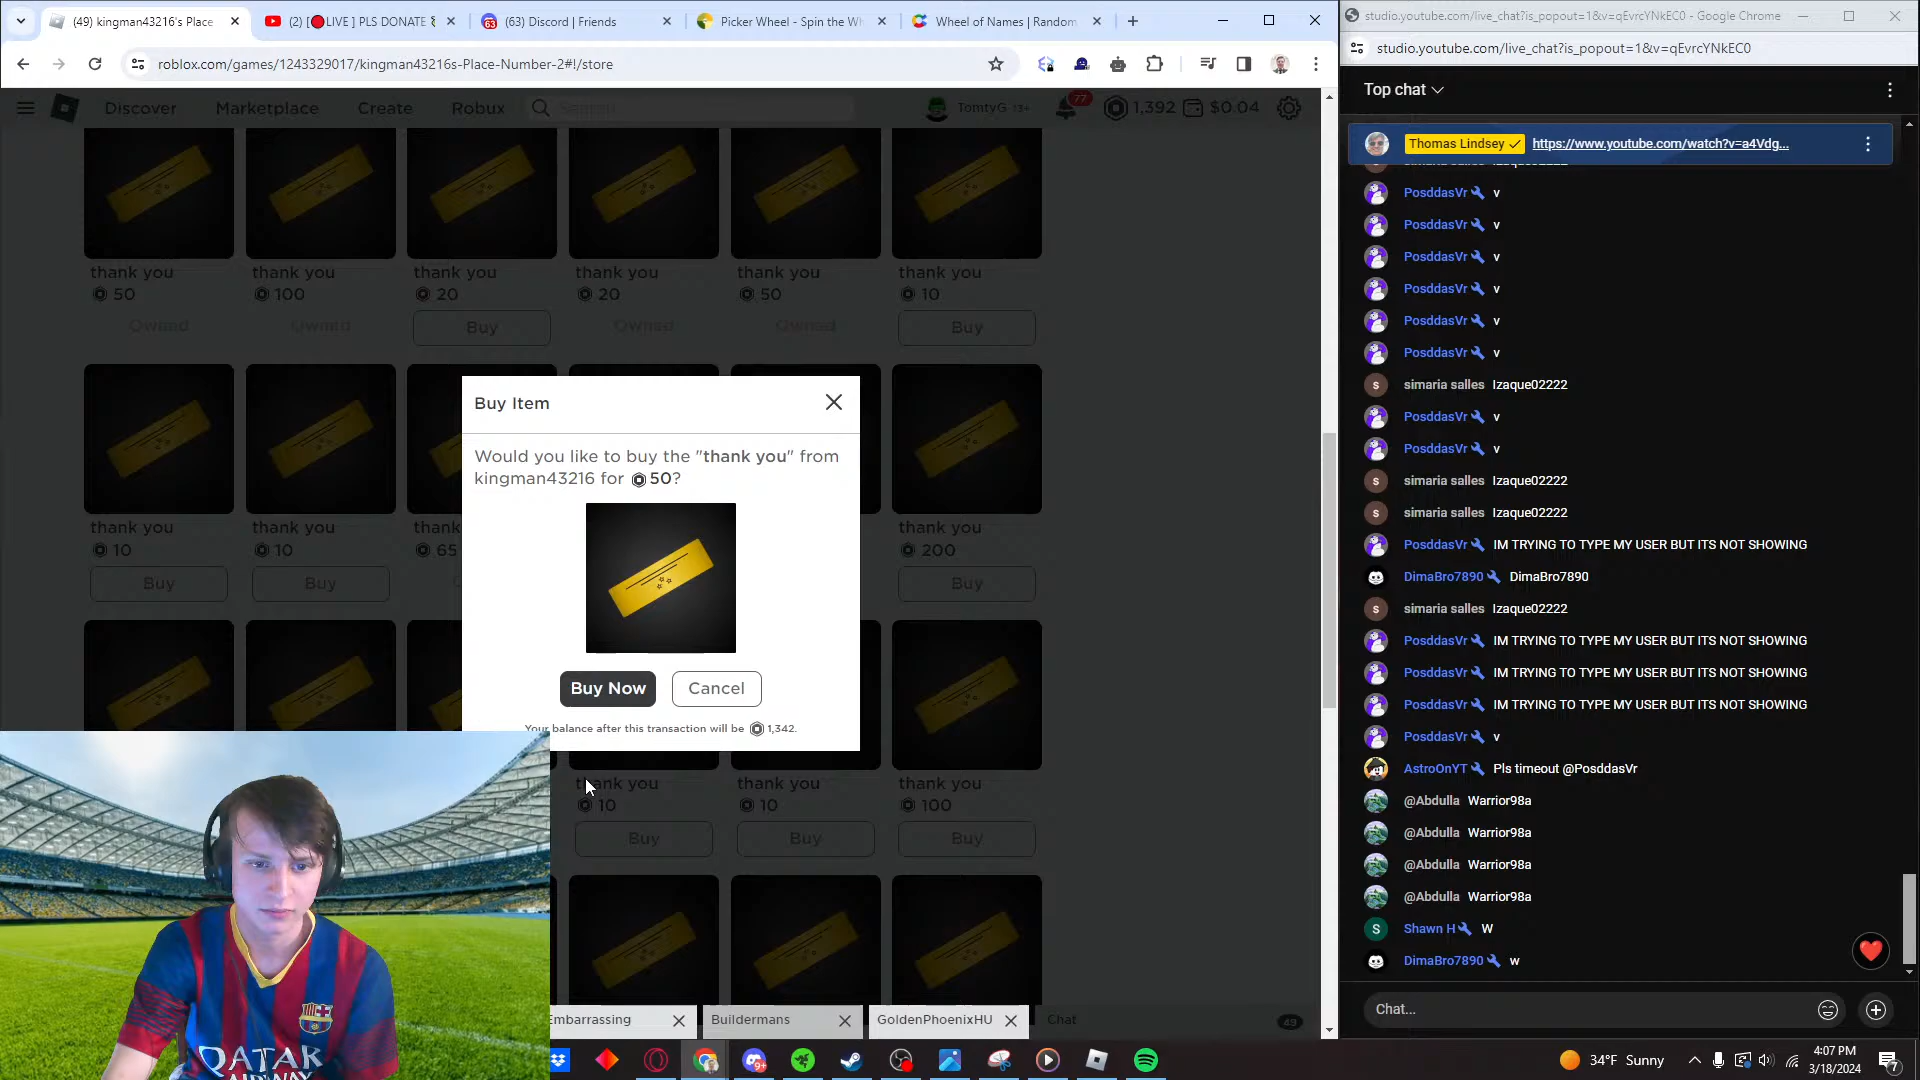 (49) kingman43216's Place
(2) [🔴LIVE] PLS DONATE
(63) Discord | Friends
Picker Wheel - Spin the Wh
Wheel of Names | Random
roblox.com/games/1243329017/kingman43216s-Place-Number-2#!/store
Discover
Marketplace
Create
Robux
Search
TomtyG 13+
77
1,392
$0.04
thank you
50
Owned
thank you
100
Owned
thank you
20
Buy
thank you
20
Owned
thank you
50
Owned
thank you
10
Buy
thank you
10
Buy
thank you
10
Buy
thank
65
200
Buy
Buy Item
Would you like to buy the "thank you" from
kingman43216 for 50?
Buy Now
Cancel
Your balance after this transaction will be 1,342.
thank you
10
Buy
thank you
10
Buy
thank you
100
Buy
QATAR
AIRWAY
Embarrassing
Buildermans
GoldenPhoenixHU
Chat
49
studio.youtube.com/live_chat?is_popout=1&v=qEvrcYNkEC0 - Google Chrome
studio.youtube.com/live_chat?is_popout=1&v=qEvrcYNkEC0
Top chat
Thomas Lindsey https://www.youtube.com/watch?v=a4Vdg...
simaria salles Izaque02222
PosddasVr v
PosddasVr v
PosddasVr v
PosddasVr v
PosddasVr v
PosddasVr v
simaria salles Izaque02222
PosddasVr v
PosddasVr v
simaria salles Izaque02222
simaria salles Izaque02222
PosddasVr IM TRYING TO TYPE MY USER BUT ITS NOT SHOWING
DimaBro7890 DimaBro7890
simaria salles Izaque02222
PosddasVr IM TRYING TO TYPE MY USER BUT ITS NOT SHOWING
PosddasVr IM TRYING TO TYPE MY USER BUT ITS NOT SHOWING
PosddasVr IM TRYING TO TYPE MY USER BUT ITS NOT SHOWING
PosddasVr v
AstroOnYT Pls timeout @PosddasVr
@Abdulla Warrior98a
@Abdulla Warrior98a
@Abdulla Warrior98a
@Abdulla Warrior98a
Shawn H W
DimaBro7890 w
Chat...
34°F Sunny
4:07 PM
3/18/2024
7